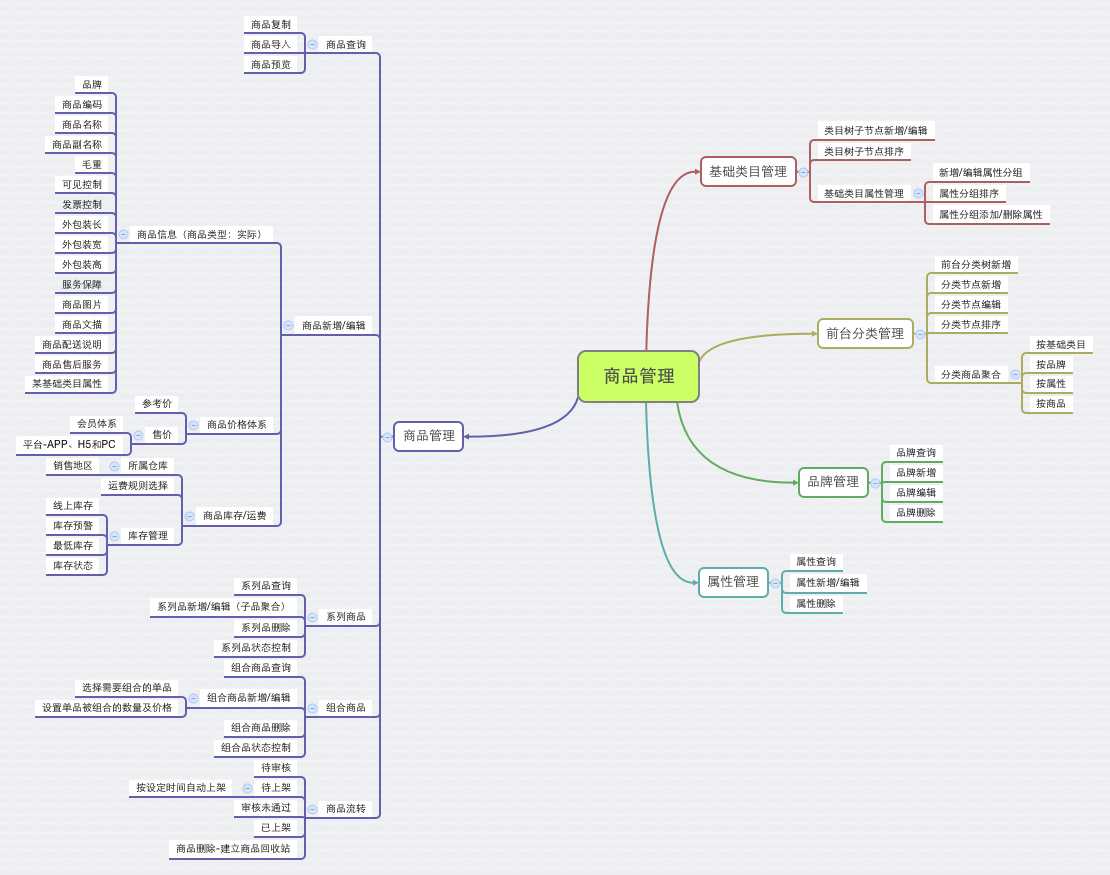 商品管理
基础类目管理
类目树子节点新增/编辑
类目树子节点排序
基础类目属性管理
新增/编辑属性分组
属性分组排序
属性分组添加/删除属性
前台分类管理
前台分类树新增
分类节点新增
分类节点编辑
分类节点排序
分类商品聚合
按基础类目
按品牌
按属性
按商品
品牌管理
品牌查询
品牌新增
品牌编辑
品牌删除
属性管理
属性查询
属性新增/编辑
属性删除
商品管理
商品查询
商品复制
商品导入
商品预览
商品新增/编辑
商品信息（商品类型：实际）
品牌
商品编码
商品名称
商品副名称
毛重
可见控制
发票控制
外包装长
外包装宽
外包装高
服务保障
商品图片
商品文描
商品配送说明
商品售后服务
某基础类目属性
商品价格体系
参考价
售价
会员体系
平台-APP、H5和PC
商品库存/运费
所属仓库
销售地区
运费规则选择
库存管理
线上库存
库存预警
最低库存
库存状态
系列商品
系列品查询
系列品新增/编辑（子品聚合）
系列品删除
系列品状态控制
组合商品
组合商品查询
组合商品新增/编辑
选择需要组合的单品
设置单品被组合的数量及价格
组合商品删除
组合品状态控制
商品流转
待审核
待上架
按设定时间自动上架
审核未通过
已上架
商品删除-建立商品回收站